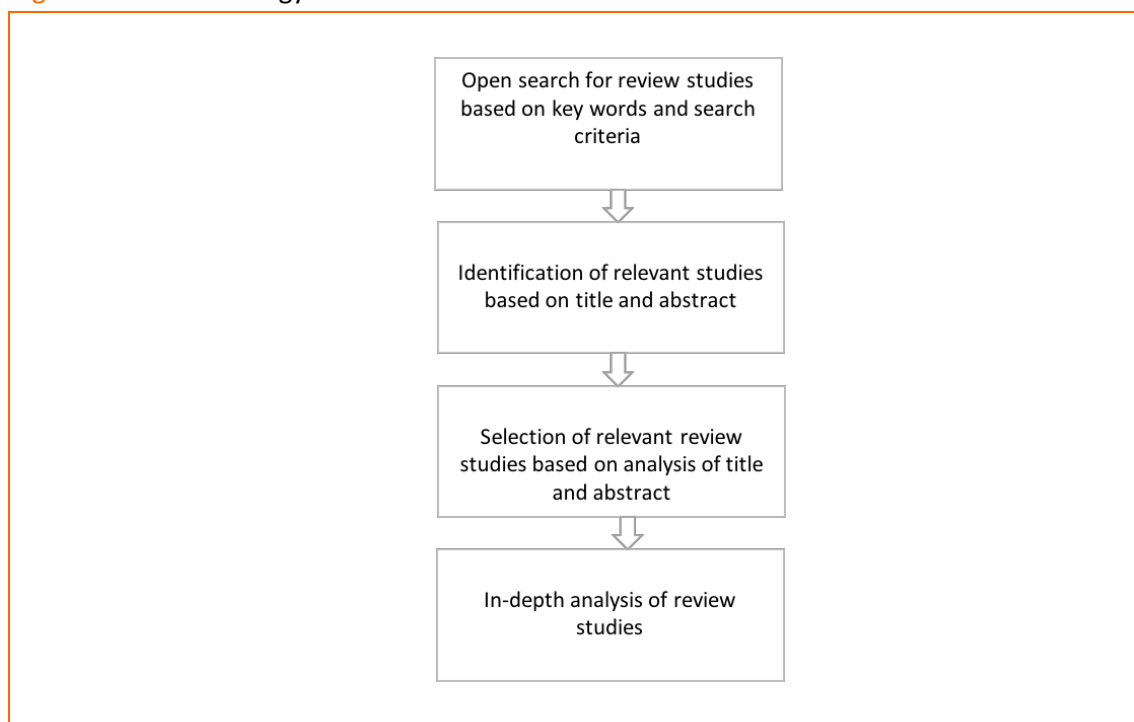 Open search for review studies
based on key words and search
criteria
Identification of relevant studies
based on title and abstract
Selection of relevant review
studies based on analysis of title
and abstract
In-depth analysis of review
studies